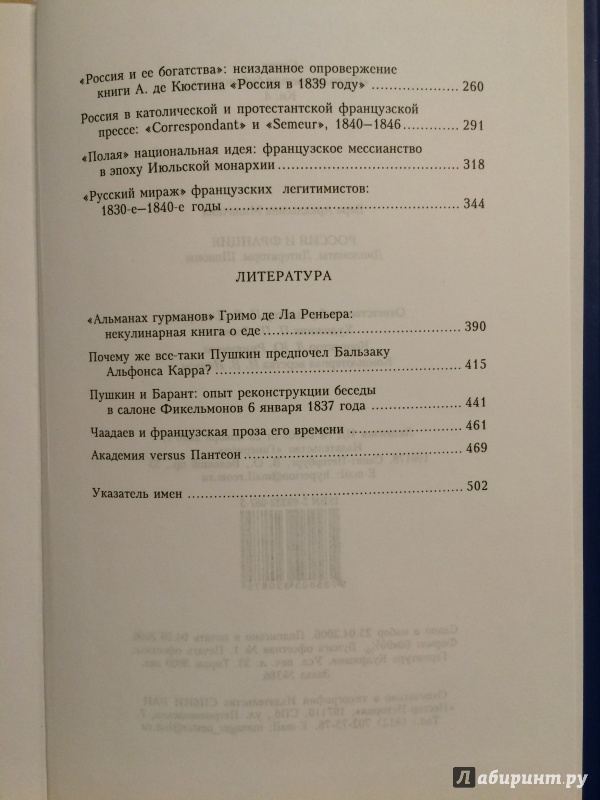 «Россия и ее богатства»: неизданное опровержение
книги А. де Кюстина «Россия в 1839 году» 260
Россия в католической и протестантской французской
прессе: «Correspondant» и «Semeur», 1840—1846 291
«Полая» национальная идея: французское мессианство
в эпоху Июльской монархии 318
«Русский мираж» французских легитимистов:
1830-е—1840-е годы 344
ЛИТЕРАТУРА
«Альманах гурманов» Гримо де Ла Реньера:
некулинарная книга о еде 390
Почему же все-таки Пушкин предпочел Бальзаку
Альфонса Карра? 415
Пушкин и Барант: опыт реконструкции беседы
в салоне Фикельмонов 6 января 1837 года 441
Чаадаев и французская проза его времени 461
Академия versus Пантеон 469
Указатель имен 502
Лабиринт.ру